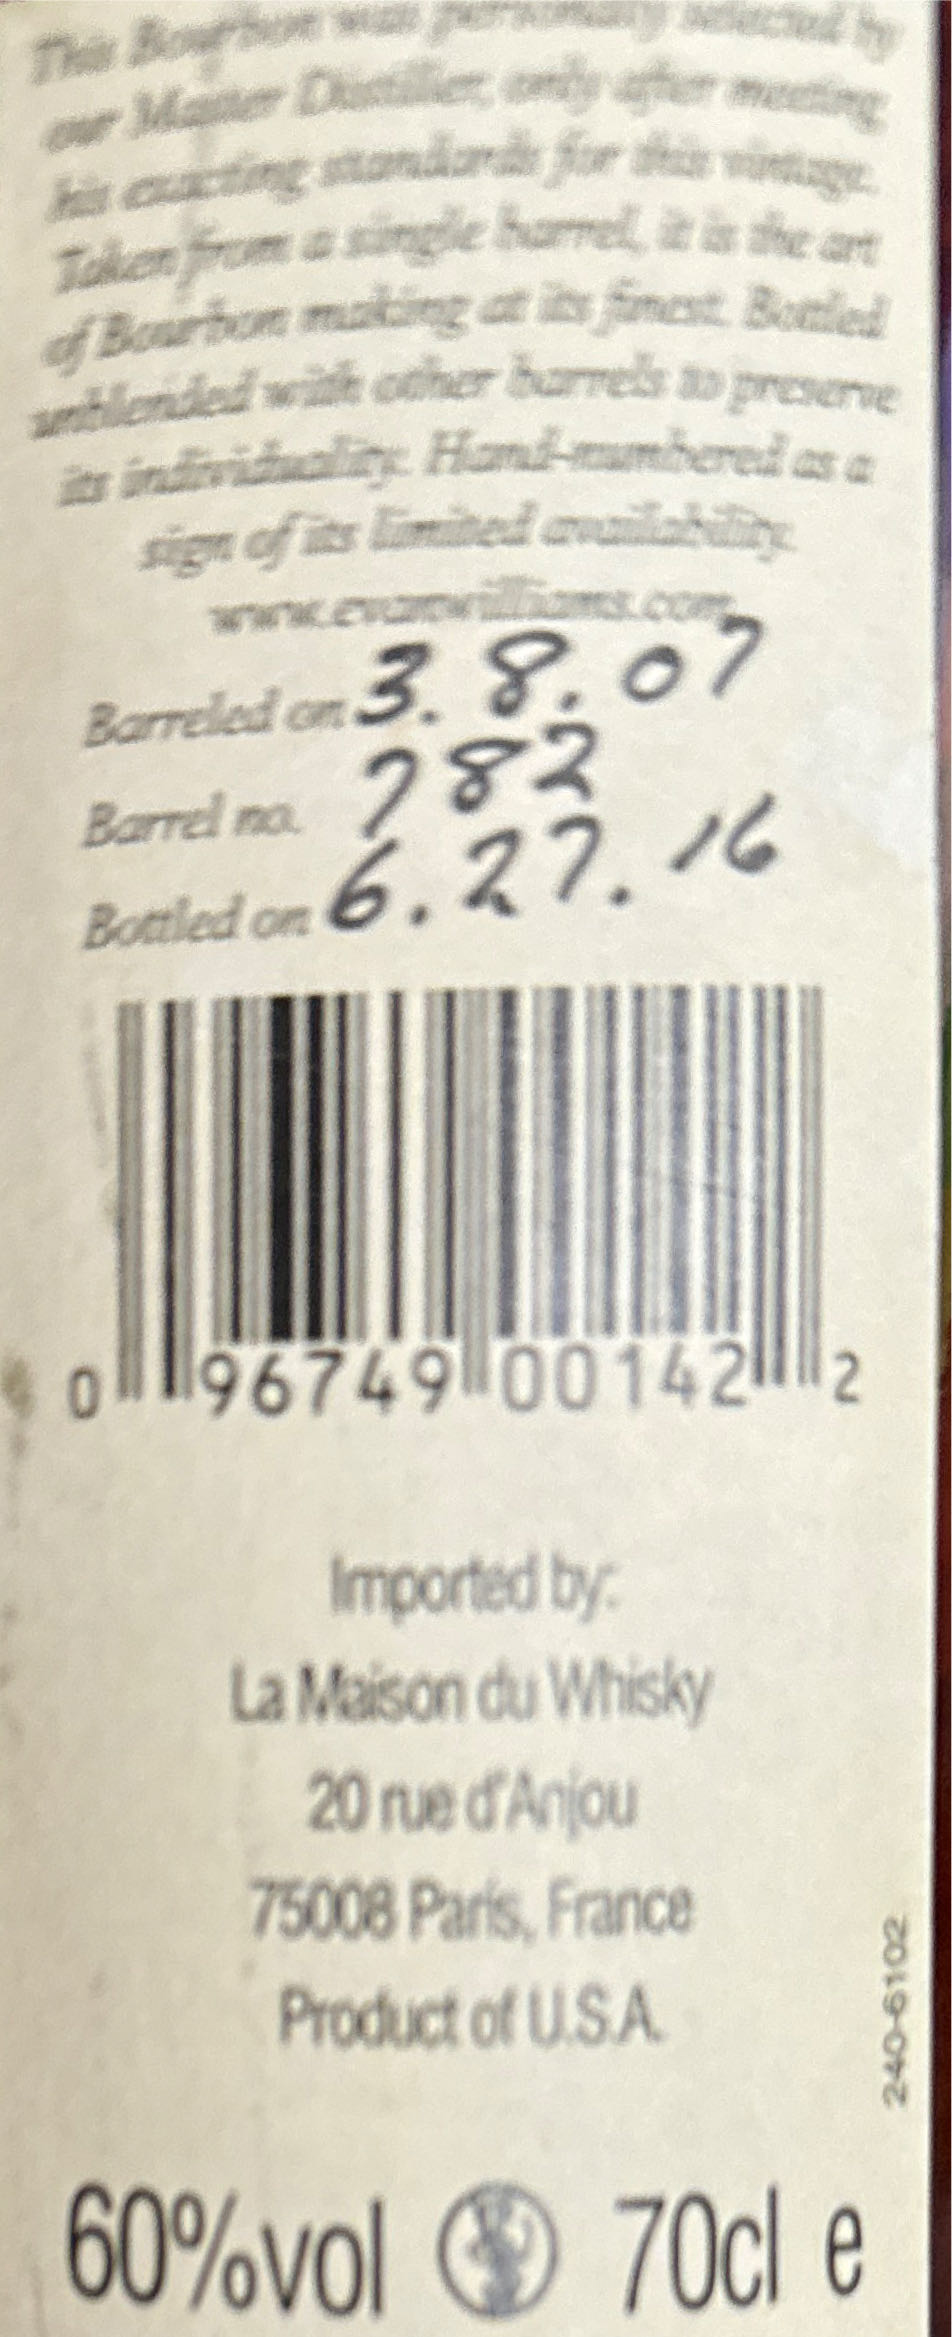 This Bourbon was personally selected by
our Master Distiller, only after meeting
his exacting standards for this vintage.
Taken from a single barrel, it is the art
of Bourbon making at its finest. Bottled
unblended with other barrels to preserve
its individuality. Hand-numbered as a
sign of its limited availability.
www.evanwilliams.com
Barreled on 3.8.07
Barrel no. 782
Bottled on 6.27.16
0 96749 00142 2
Imported by:
La Maison du Whisky
20 rue d'Anjou
75008 Paris, France
Product of U.S.A.
240-6102
60%vol 70cl e